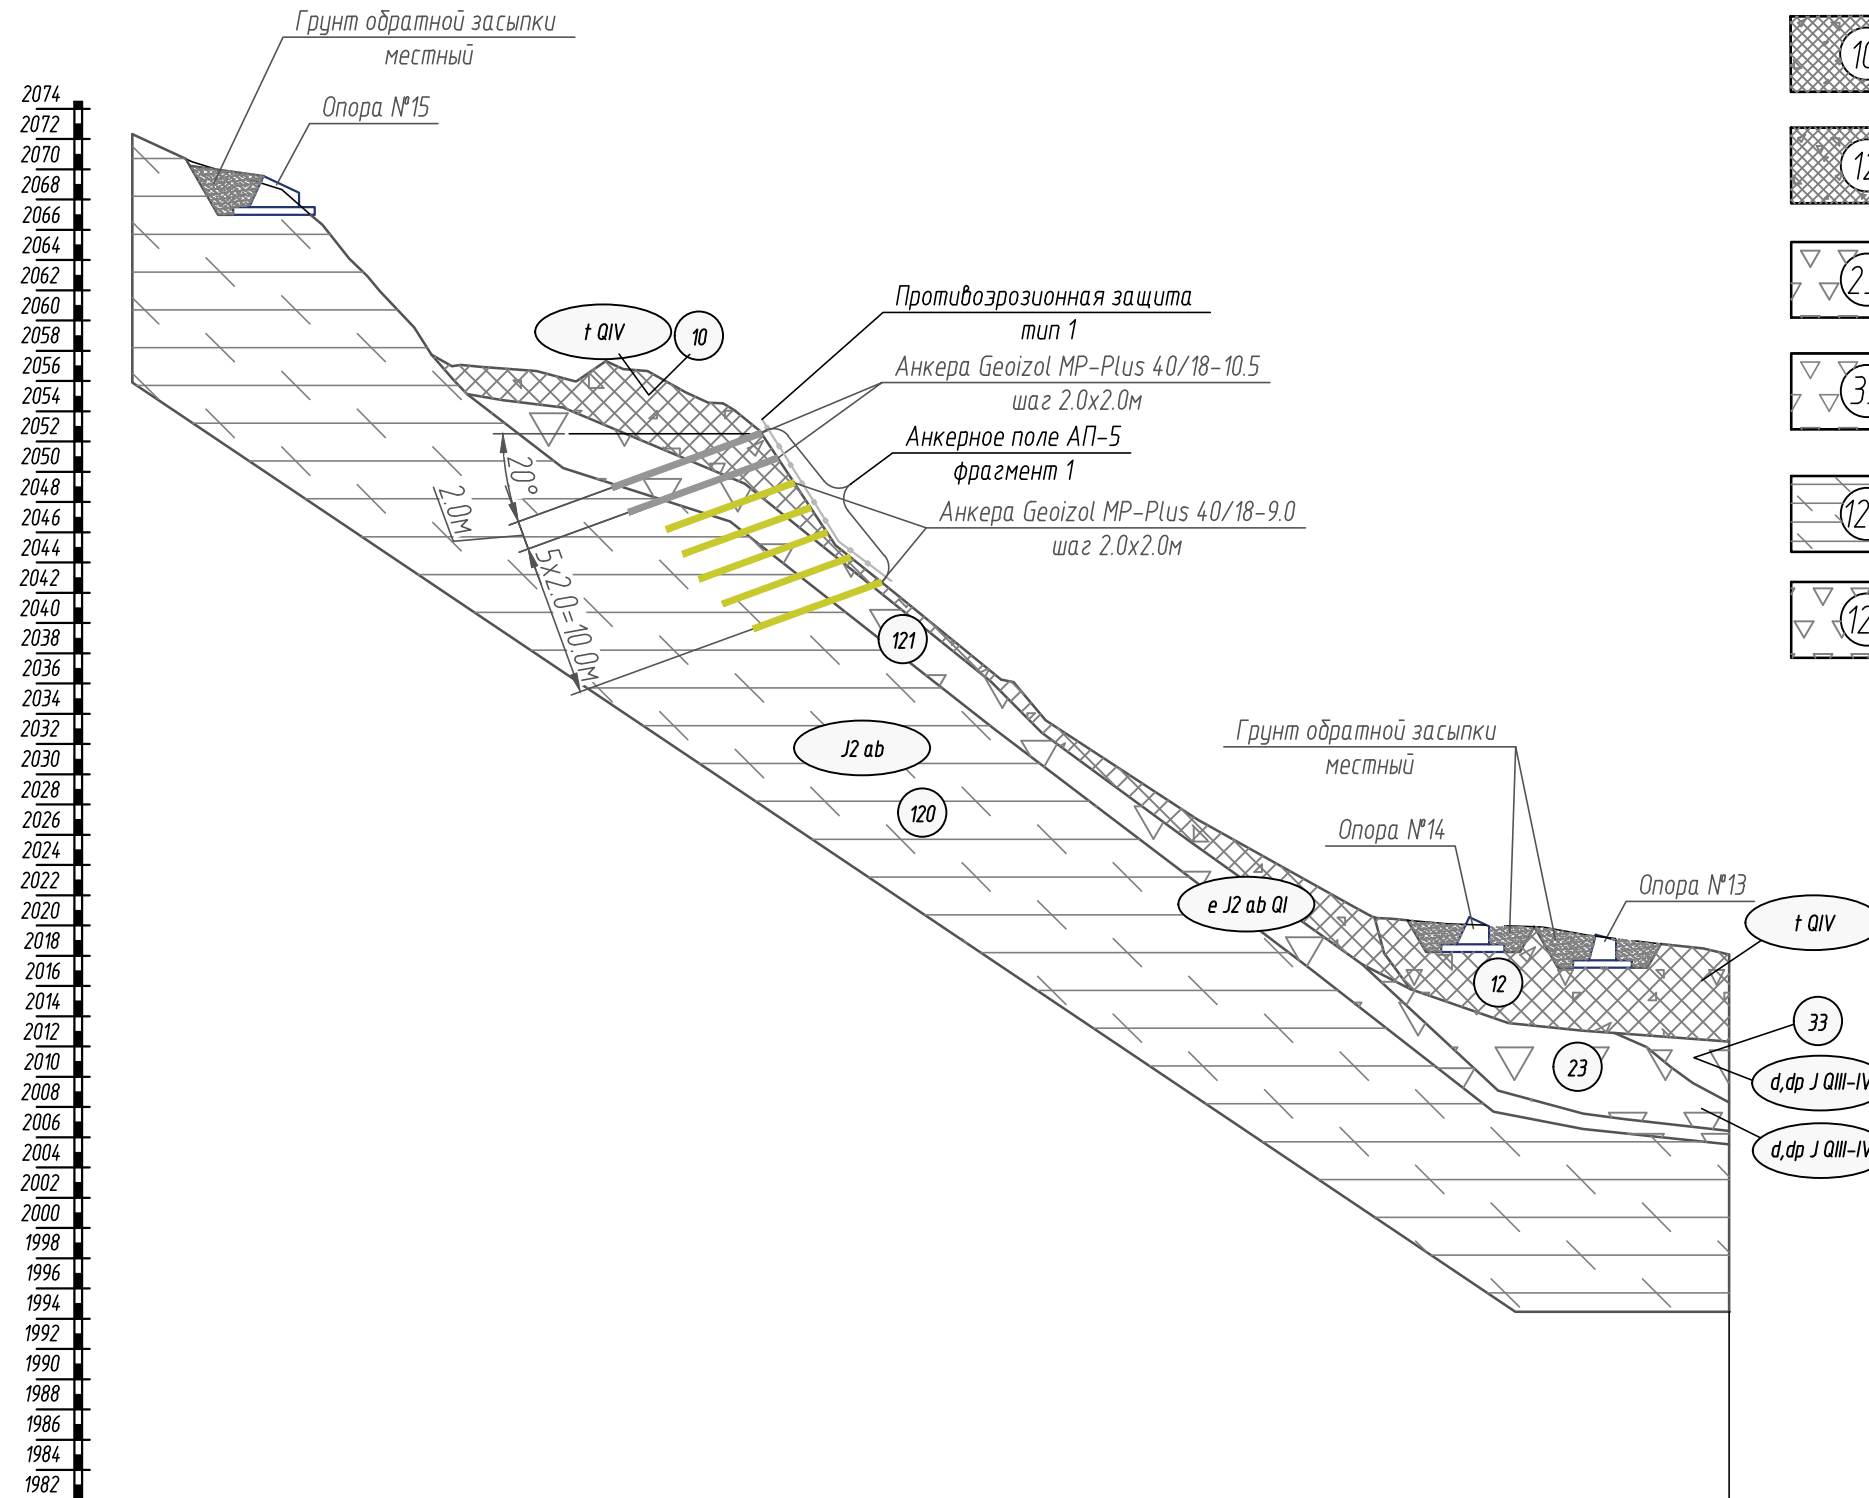 Грунт обратной засыпки
местный
Опора №15
2074
2072
2070
2068
2066
2064
2062
2060
2058
2056
2054
2052
2050
2048
2046
2044
2042
2040
2038
2036
2034
2032
2030
2028
2026
2024
2022
2020
2018
2016
2014
2012
2010
2008
2006
2004
2002
2000
1998
1996
1994
1992
1990
1988
1986
1984
1982
t QIV
10
Противоэрозионная защита
тип 1
Анкера Geoizol MP-Plus 40/18-10.5
шаг 2.0х2.0м
Анкерное поле АП-5
фрагмент 1
Анкера Geoizol MP-Plus 40/18-9.0
шаг 2.0х2.0м
20°
2.0м
5х2.0=10.0м
121
J2 ab
120
e J2 ab QI
Грунт обратной засыпки
местный
Опора №14
Опора №13
t QIV
12
33
23
d,dp J QIII-IV
d,dp J QIII-IV